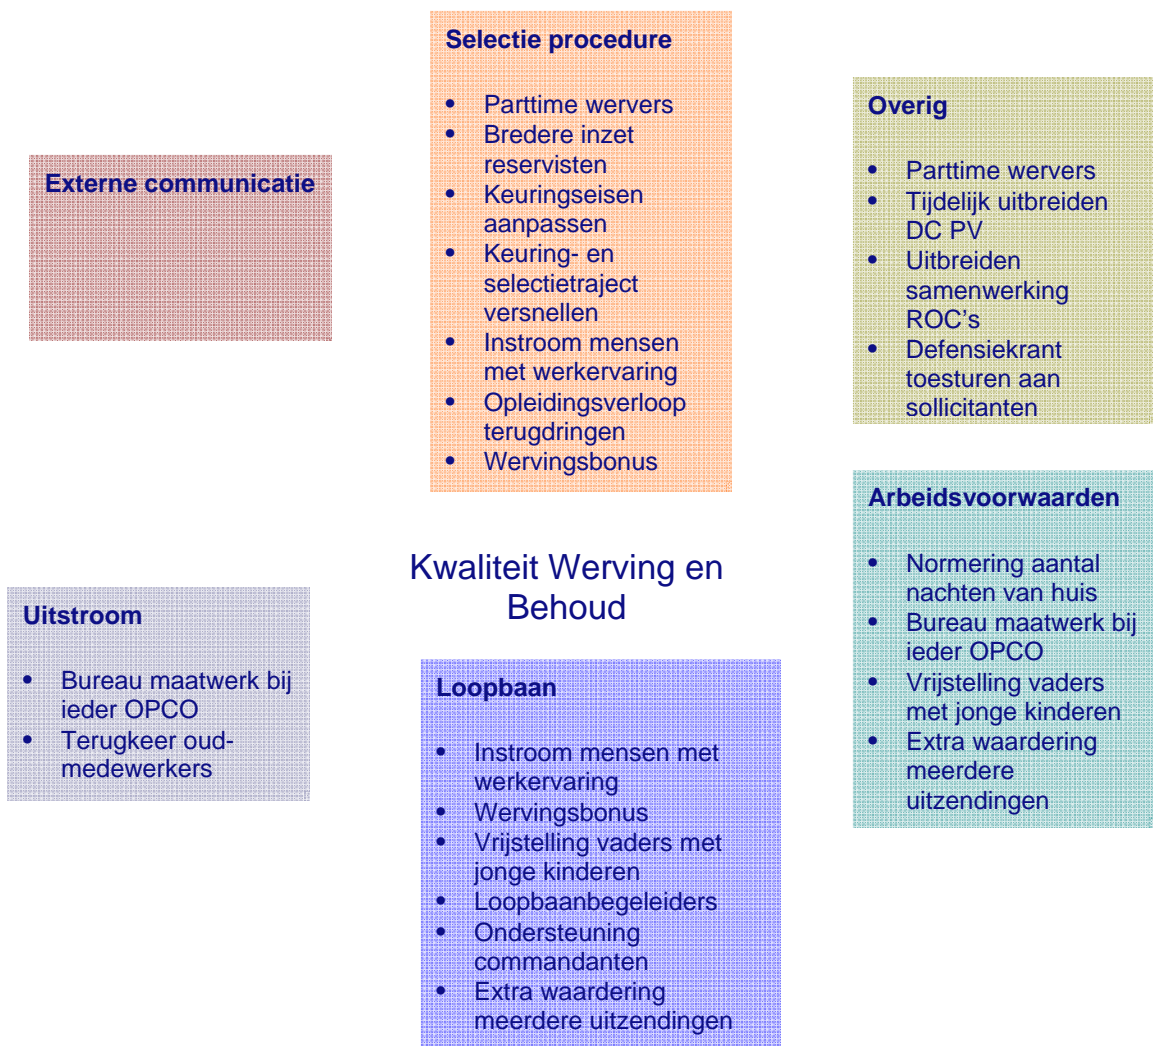 Selectie procedure
• Parttime wervers
• Bredere inzet
reservisten
• Keuringseisen
aanpassen
• Keuring- en
selectietraject
versnellen
• Instroom mensen
met werkervaring
• Opleidingsverloop
terugdringen
• Wervingsbonus
Overig
• Parttime wervers
• Tijdelijk uitbreiden
DC PV
• Uitbreiden
samenwerking
ROC's
• Defensiekrant
toesturen aan
sollicitanten
Externe communicatie
Arbeidsvoorwaarden
• Normering aantal
nachten van huis
• Bureau maatwerk bij
ieder OPCO
• Vrijstelling vaders
met jonge kinderen
• Extra waardering
meerdere
uitzendingen
Kwaliteit Werving en
Behoud
Uitstroom
• Bureau maatwerk bij
ieder OPCO
• Terugkeer oud-
medewerkers
Loopbaan
• Instroom mensen met
werkervaring
• Wervingsbonus
• Vrijstelling vaders met
jonge kinderen
• Loopbaanbegeleiders
• Ondersteuning
commandanten
• Extra waardering
meerdere uitzendingen